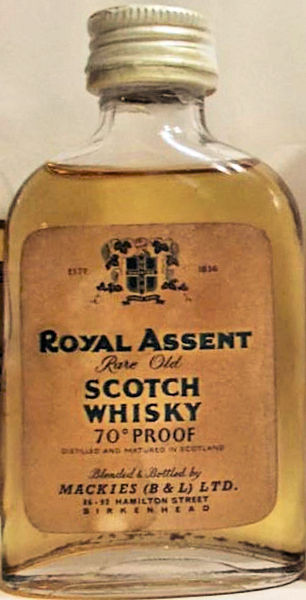 ESTD. 1856
ROYAL ASSENT
Rare Old
SCOTCH
WHISKY
70° PROOF
DISTILLED AND MATURED IN SCOTLAND
Blended & Bottled by
MACKIES (B & L) LTD.
HAMILTON STREET
BIRKENHEAD